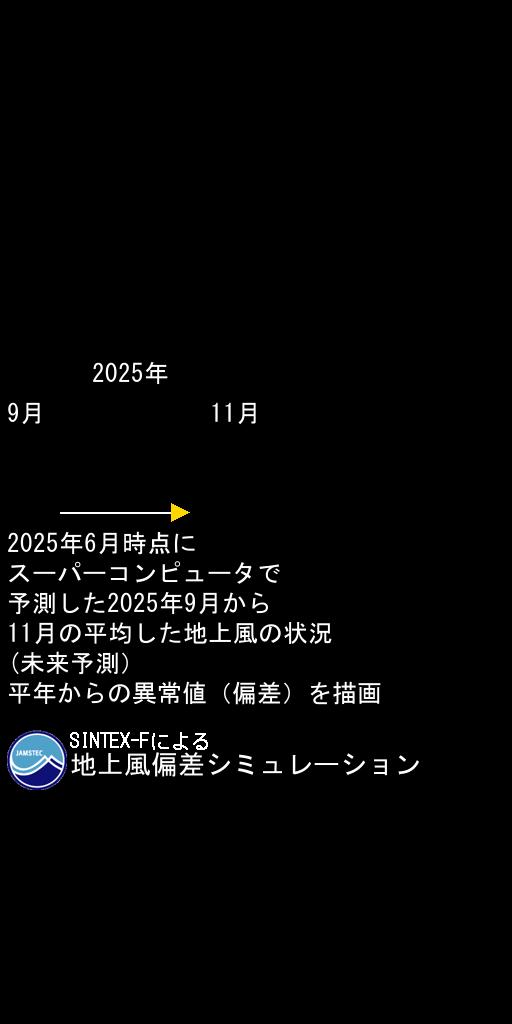 2025年
9月 11月
2025年6月時点に
スーパーコンピュータで
予測した2025年9月から
11月の平均した地上風の状況
(未来予測)
平年からの異常値（偏差）を描画
SINTEX-Fによる
JAMSTEC
地上風偏差シミュレーション